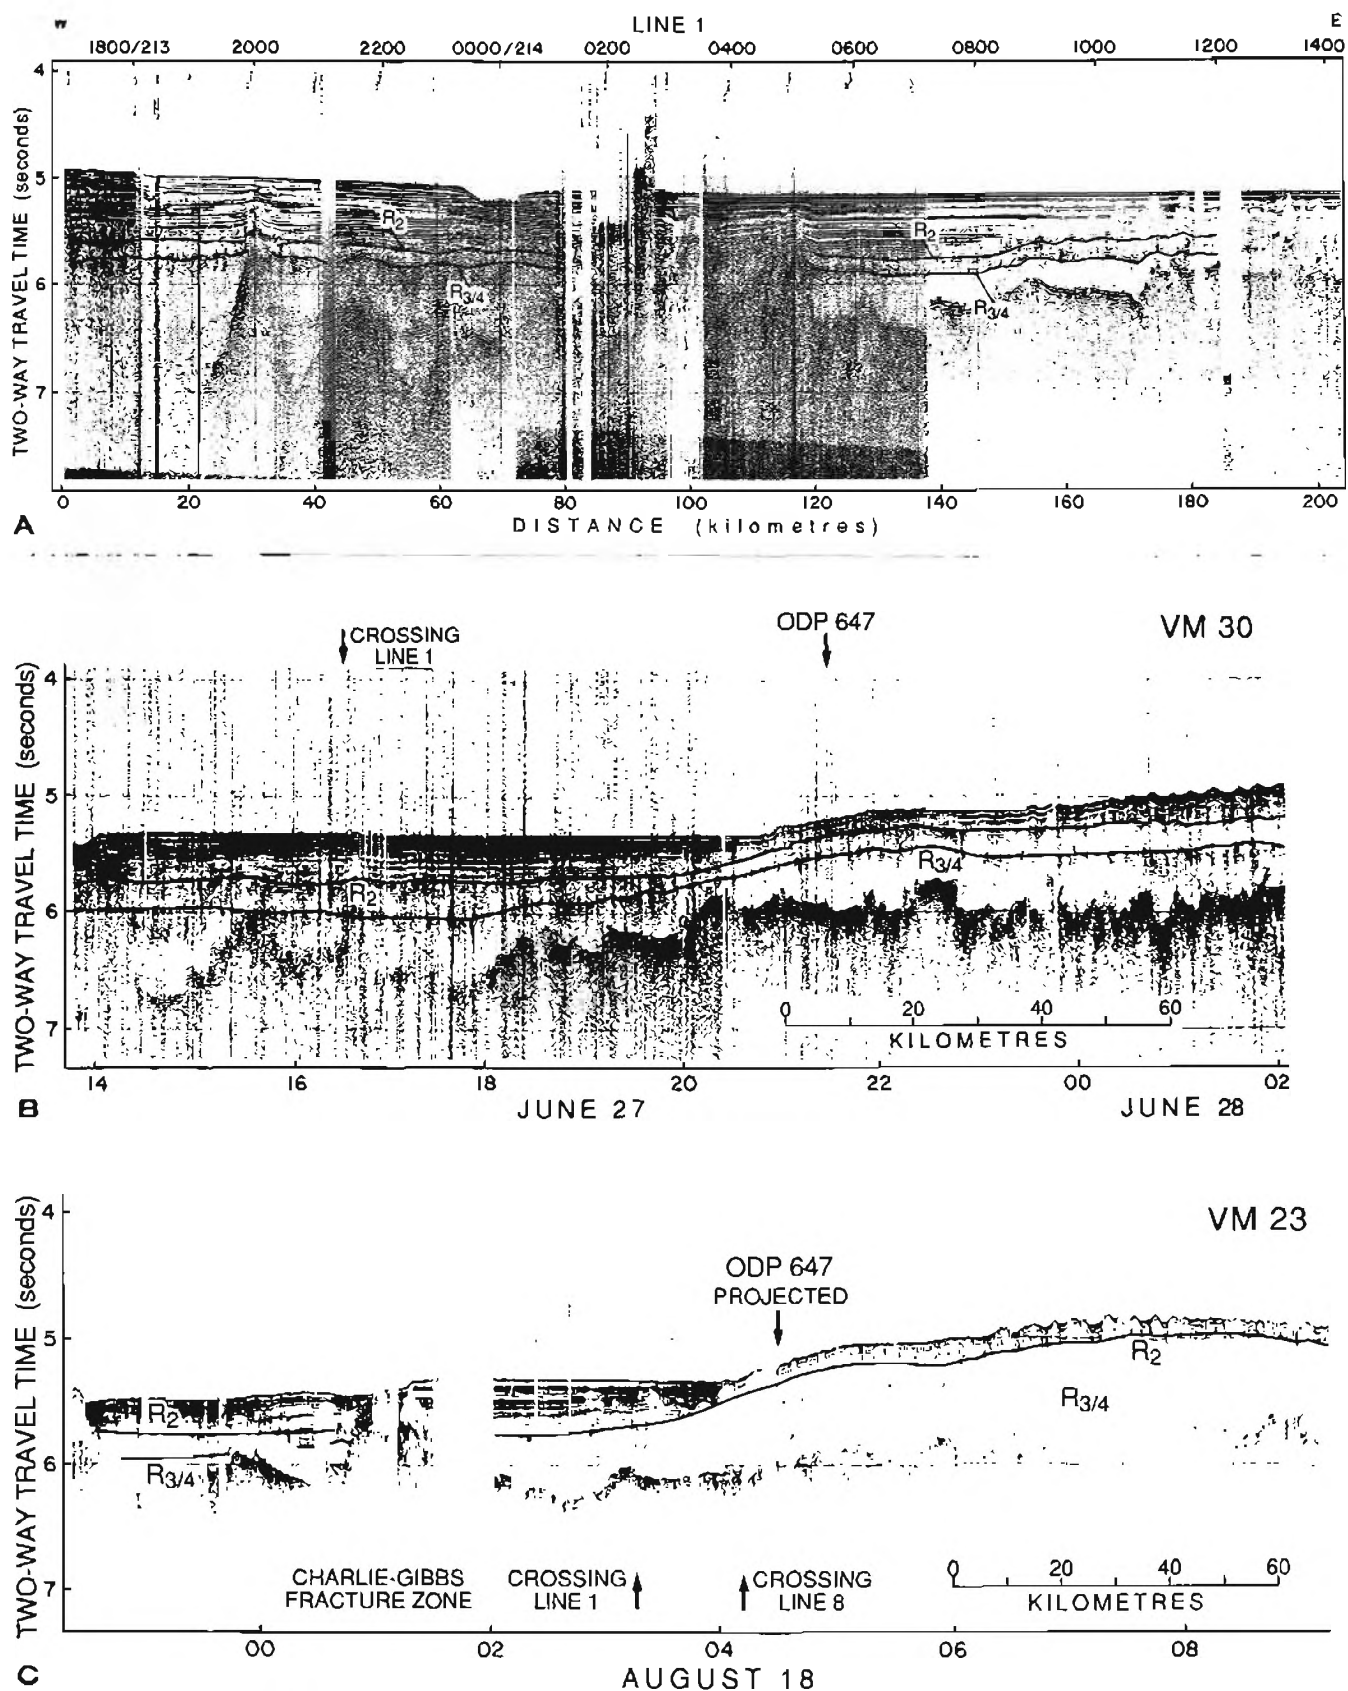 LINE 1
W E
1800/213 2000 2200 0000/214 0200 0400 0600 0800 1000 1200 1400
TWO-WAY TRAVEL TIME (seconds)
4
5
6
7
R2
R3/4
R2
R3/4
0 20 40 60 80 100 120 140 160 180 200
A
DISTANCE (kilometres)
CROSSING
LINE 1
ODP 647
VM 30
TWO-WAY TRAVEL TIME (seconds)
4
5
6
7
R2
R3/4
0 20 40 60
KILOMETRES
14 16 18 20 22 00 02
B
JUNE 27
JUNE 28
VM 23
ODP 647
PROJECTED
TWO-WAY TRAVEL TIME (seconds)
4
5
6
7
R2
R3/4
R2
R3/4
CHARLIE-GIBBS
FRACTURE ZONE
CROSSING
LINE 1
CROSSING
LINE 8
0 20 40 60
KILOMETRES
00 02 04 06 08
C
AUGUST 18